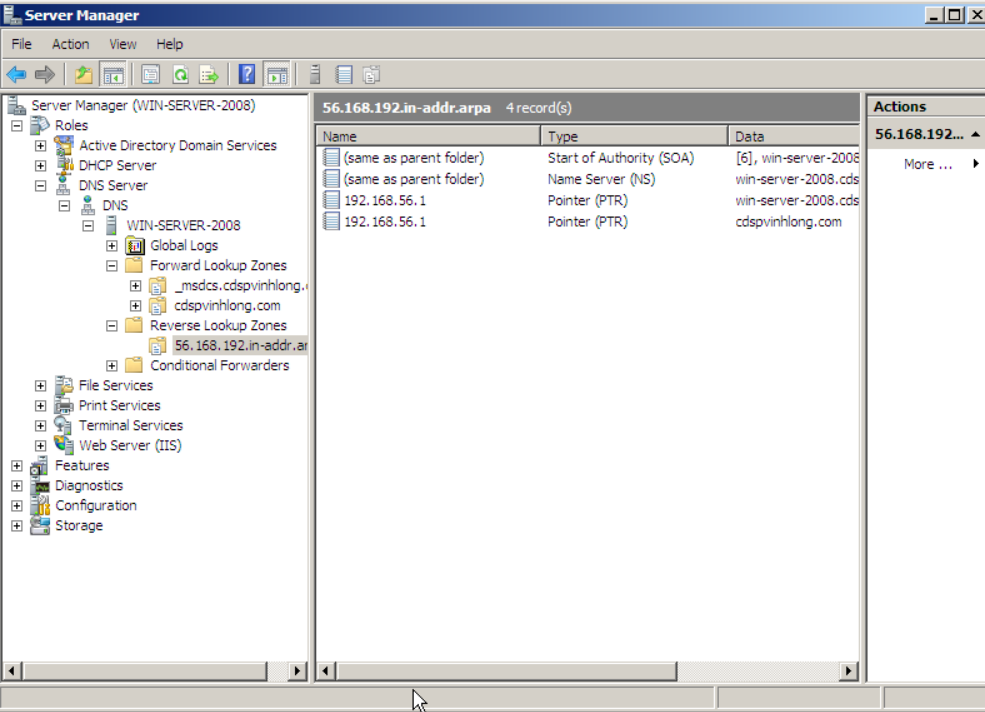 Server Manager
File Action View Help
Server Manager (WIN-SERVER-2008)
Roles
Active Directory Domain Services
DHCP Server
DNS Server
DNS
WIN-SERVER-2008
Global Logs
Forward Lookup Zones
_msdcs.cdspvinhlong.
cdspvinhlong.com
Reverse Lookup Zones
56.168.192.in-addr.ar
Conditional Forwarders
File Services
Print Services
Terminal Services
Web Server (IIS)
Features
Diagnostics
Configuration
Storage
56.168.192.in-addr.arpa 4 record(s)
Name Type Data
(same as parent folder) Start of Authority (SOA) [6], win-server-2008
(same as parent folder) Name Server (NS) win-server-2008.cds
192.168.56.1 Pointer (PTR) win-server-2008.cds
192.168.56.1 Pointer (PTR) cdspvinhlong.com
Actions
56.168.192...
More ...